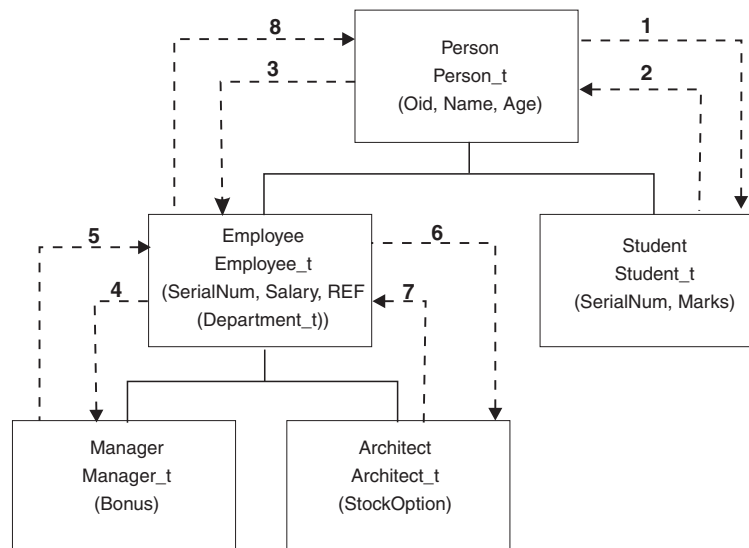 8
1
3
2
Person
Person_t
(Oid, Name, Age)
5
6
4
7
Employee
Employee_t
(SerialNum, Salary, REF
(Department_t))
Student
Student_t
(SerialNum, Marks)
Manager
Manager_t
(Bonus)
Architect
Architect_t
(StockOption)